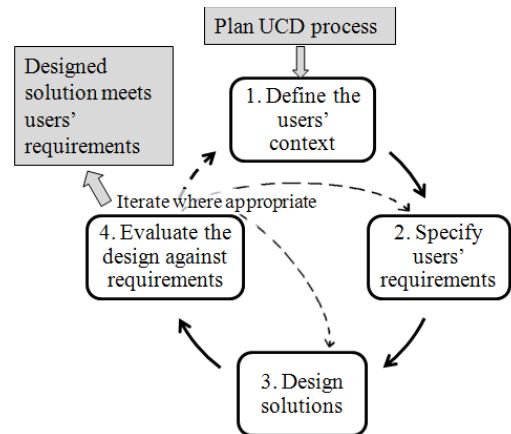 Plan UCD process
Designed
solution meets
users'
requirements
1. Define the
users'
context
Iterate where appropriate
2. Specify
users'
requirements
3. Design
solutions
4. Evaluate the
design against
requirements